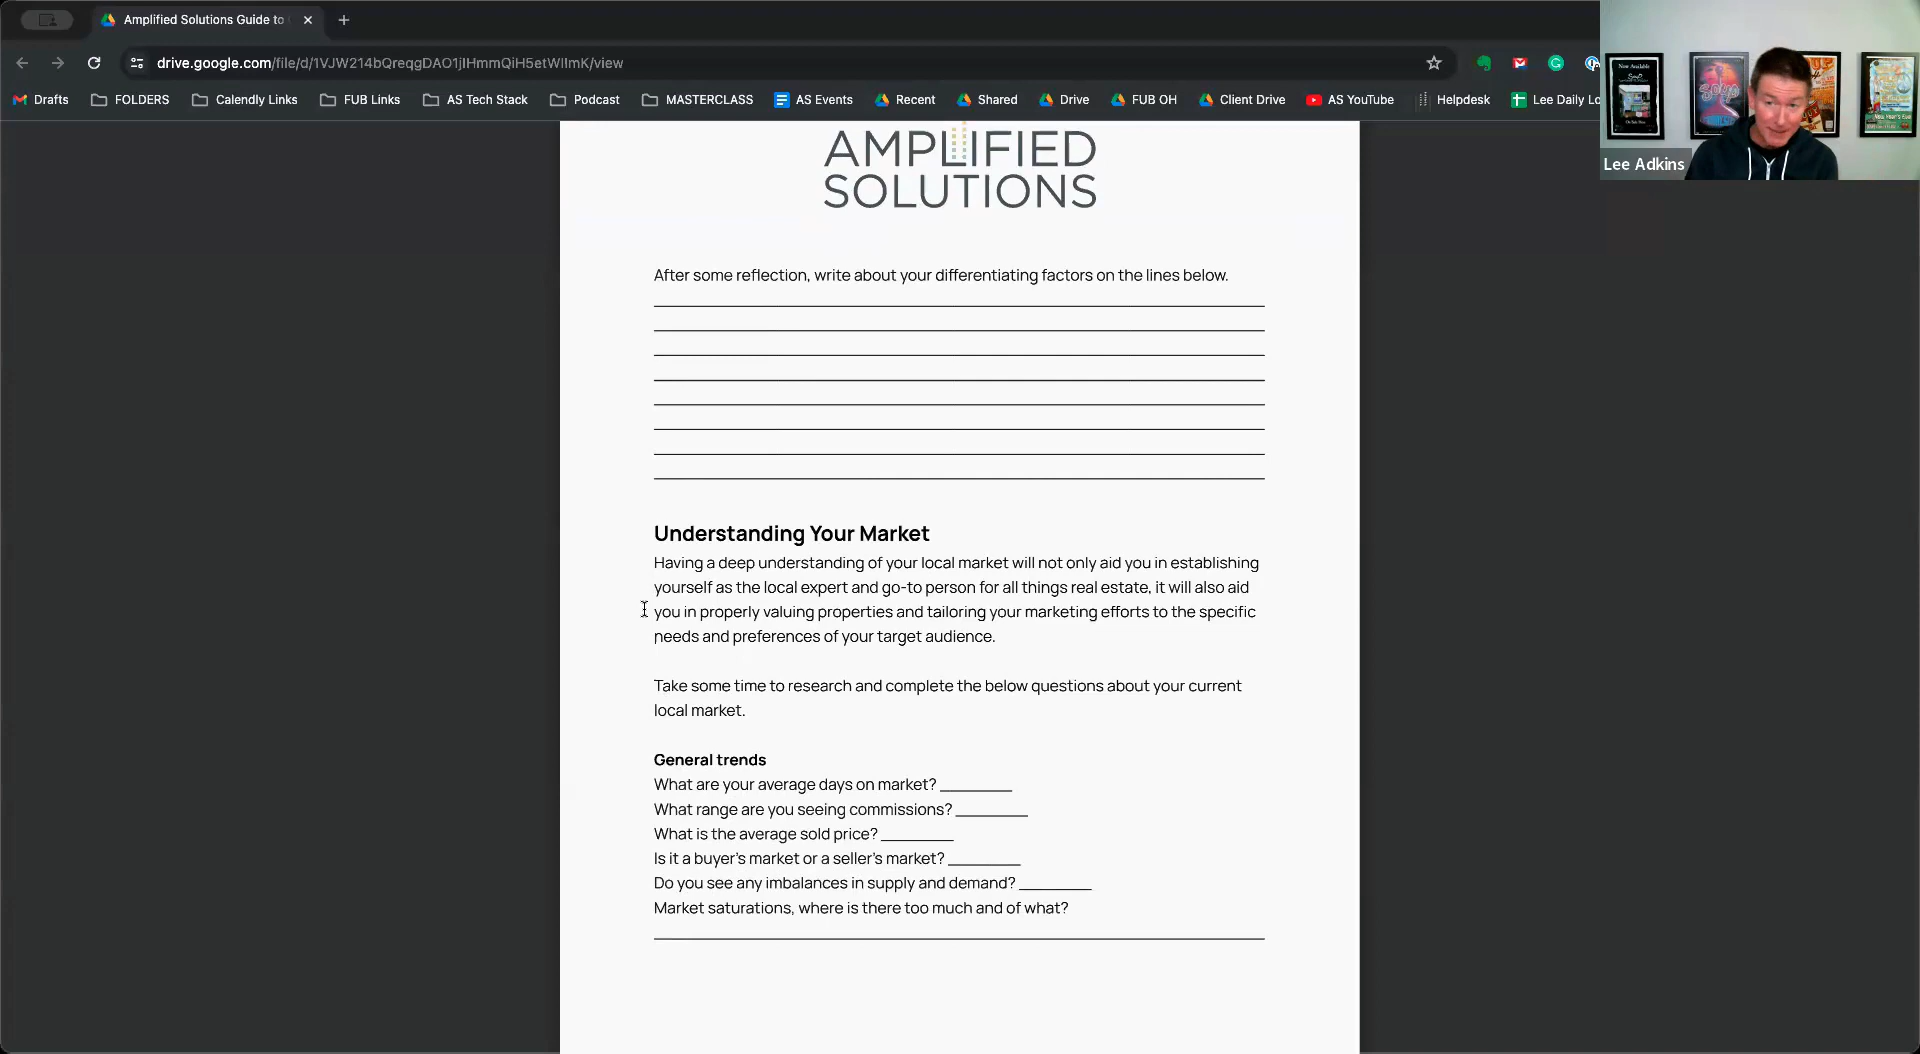 Amplified Solutions Guide to
drive.google.com/file/d/1VJW214bQreqgDAO1jIHmmQiH5etWIlmK/view
Drafts FOLDERS Calendly Links FUB Links AS Tech Stack Podcast MASTERCLASS AS Events Recent Shared Drive FUB OH Client Drive AS YouTube Helpdesk Lee Daily Lo
Now Available
Lee Adkins
AMPLIFIED
SOLUTIONS
After some reflection, write about your differentiating factors on the lines below.
Understanding Your Market
Having a deep understanding of your local market will not only aid you in establishing
yourself as the local expert and go-to person for all things real estate, it will also aid
you in properly valuing properties and tailoring your marketing efforts to the specific
needs and preferences of your target audience.
Take some time to research and complete the below questions about your current
local market.
General trends
What are your average days on market? ________
What range are you seeing commissions? ________
What is the average sold price? ________
Is it a buyer's market or a seller's market? ________
Do you see any imbalances in supply and demand? ________
Market saturations, where is there too much and of what?